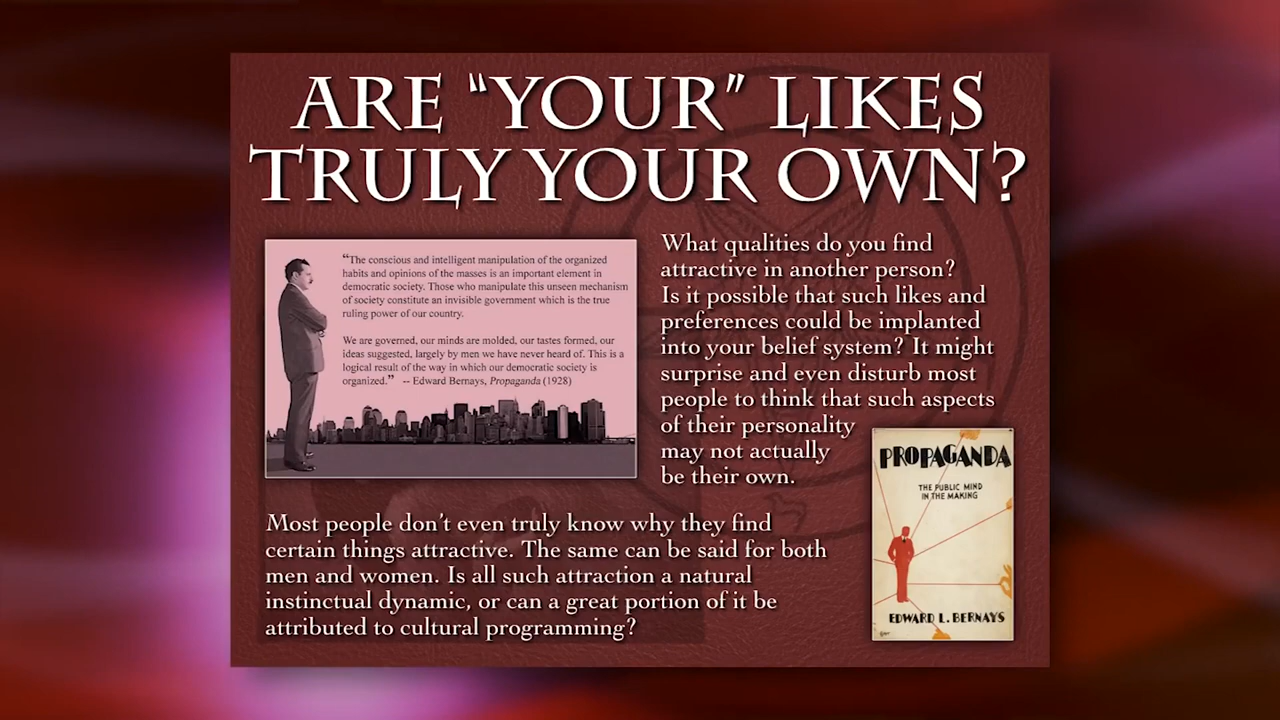 ARE “YOUR” LIKES
TRULY YOUR OWN?
“The conscious and intelligent manipulation of the organized
habits and opinions of the masses is an important element in
democratic society. Those who manipulate this unseen mechanism
of society constitute an invisible government which is the true
ruling power of our country.
We are governed, our minds are molded, our tastes formed, our
ideas suggested, largely by men we have never heard of. This is a
logical result of the way in which our democratic society is
organized.” -- Edward Bernays, Propaganda (1928)
What qualities do you find
attractive in another person?
Is it possible that such likes and
preferences could be implanted
into your belief system? It might
surprise and even disturb most
people to think that such aspects
of their personality
may not actually
be their own.
PROPAGANDA
THE PUBLIC MIND
IN THE MAKING
EDWARD L. BERNAYS
Most people don’t even truly know why they find
certain things attractive. The same can be said for both
men and women. Is all such attraction a natural
instinctual dynamic, or can a great portion of it be
attributed to cultural programming?